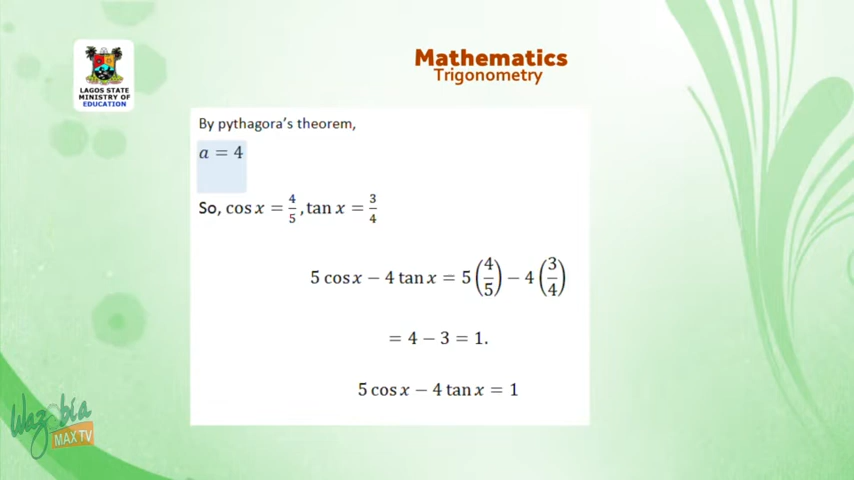 Mathematics
Trigonometry
LAGOS STATE
MINISTRY OF
EDUCATION
By pythagora's theorem,
a = 4
So, cos x = 4/5, tan x = 3/4
5 cos x − 4 tan x = 5(4/5) − 4(3/4)
= 4 − 3 = 1.
5 cos x − 4 tan x = 1
Wazobia
MAX TV